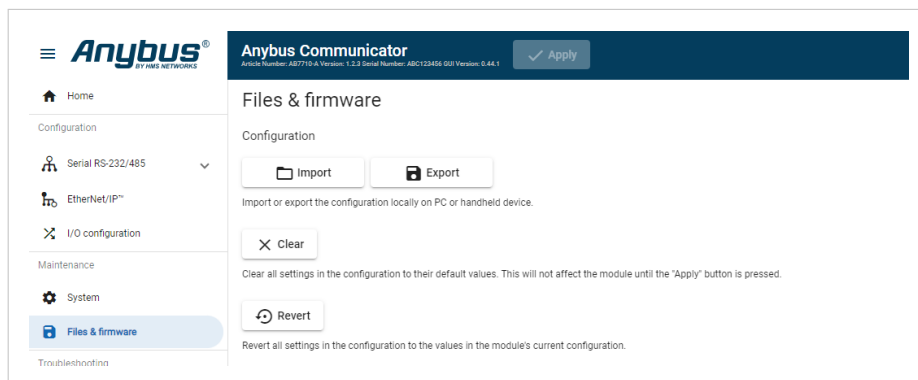 Anybus®
BY HMS NETWORKS
Anybus Communicator
Article Number: AB7710-A Version: 1.2.3 Serial Number: ABC123456 GUI Version: 0.44.1
Apply
Home
Configuration
Serial RS-232/485
EtherNet/IP™
I/O configuration
Maintenance
System
Files & firmware
Troubleshooting
Files & firmware
Configuration
Import
Export
Import or export the configuration locally on PC or handheld device.
Clear
Clear all settings in the configuration to their default values. This will not affect the module until the "Apply" button is pressed.
Revert
Revert all settings in the configuration to the values in the module's current configuration.